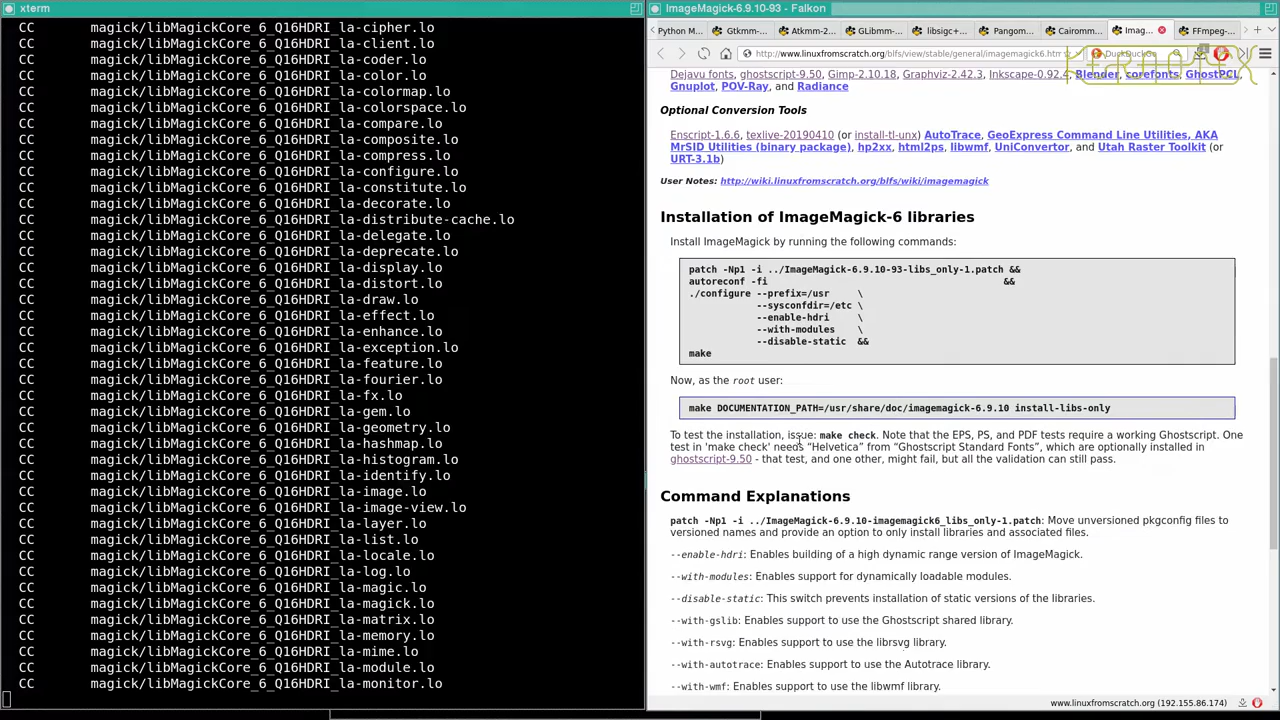 xterm
CC magick/libMagickCore_6_Q16HDRI_la-cipher.lo
CC magick/libMagickCore_6_Q16HDRI_la-client.lo
CC magick/libMagickCore_6_Q16HDRI_la-coder.lo
CC magick/libMagickCore_6_Q16HDRI_la-color.lo
CC magick/libMagickCore_6_Q16HDRI_la-colormap.lo
CC magick/libMagickCore_6_Q16HDRI_la-colorspace.lo
CC magick/libMagickCore_6_Q16HDRI_la-compare.lo
CC magick/libMagickCore_6_Q16HDRI_la-composite.lo
CC magick/libMagickCore_6_Q16HDRI_la-compress.lo
CC magick/libMagickCore_6_Q16HDRI_la-configure.lo
CC magick/libMagickCore_6_Q16HDRI_la-constitute.lo
CC magick/libMagickCore_6_Q16HDRI_la-decorate.lo
CC magick/libMagickCore_6_Q16HDRI_la-distribute-cache.lo
CC magick/libMagickCore_6_Q16HDRI_la-delegate.lo
CC magick/libMagickCore_6_Q16HDRI_la-deprecate.lo
CC magick/libMagickCore_6_Q16HDRI_la-display.lo
CC magick/libMagickCore_6_Q16HDRI_la-distort.lo
CC magick/libMagickCore_6_Q16HDRI_la-draw.lo
CC magick/libMagickCore_6_Q16HDRI_la-effect.lo
CC magick/libMagickCore_6_Q16HDRI_la-enhance.lo
CC magick/libMagickCore_6_Q16HDRI_la-exception.lo
CC magick/libMagickCore_6_Q16HDRI_la-feature.lo
CC magick/libMagickCore_6_Q16HDRI_la-fourier.lo
CC magick/libMagickCore_6_Q16HDRI_la-fx.lo
CC magick/libMagickCore_6_Q16HDRI_la-gem.lo
CC magick/libMagickCore_6_Q16HDRI_la-geometry.lo
CC magick/libMagickCore_6_Q16HDRI_la-hashmap.lo
CC magick/libMagickCore_6_Q16HDRI_la-histogram.lo
CC magick/libMagickCore_6_Q16HDRI_la-identify.lo
CC magick/libMagickCore_6_Q16HDRI_la-image.lo
CC magick/libMagickCore_6_Q16HDRI_la-image-view.lo
CC magick/libMagickCore_6_Q16HDRI_la-layer.lo
CC magick/libMagickCore_6_Q16HDRI_la-list.lo
CC magick/libMagickCore_6_Q16HDRI_la-locale.lo
CC magick/libMagickCore_6_Q16HDRI_la-log.lo
CC magick/libMagickCore_6_Q16HDRI_la-magic.lo
CC magick/libMagickCore_6_Q16HDRI_la-magick.lo
CC magick/libMagickCore_6_Q16HDRI_la-matrix.lo
CC magick/libMagickCore_6_Q16HDRI_la-memory.lo
CC magick/libMagickCore_6_Q16HDRI_la-mime.lo
CC magick/libMagickCore_6_Q16HDRI_la-module.lo
CC magick/libMagickCore_6_Q16HDRI_la-monitor.lo
ImageMagick-6.9.10-93 - Falkon
Python M... Gtkmm-... Atkmm-2... GLibmm-... libsigc+... Pangom... Cairomm... Imag... FFmpeg-...
http://www.linuxfromscratch.org/blfs/view/stable/general/imagemagick6.htm
Dejavu fonts, ghostscript-9.50, Gimp-2.10.18, Graphviz-2.42.3, Inkscape-0.92.4, Blender, corefonts, GhostPCL,
Gnuplot, POV-Ray, and Radiance
Optional Conversion Tools
Enscript-1.6.6, texlive-20190410 (or install-tl-unx) AutoTrace, GeoExpress Command Line Utilities, AKA
MrSID Utilities (binary package), hp2xx, html2ps, libwmf, UniConvertor, and Utah Raster Toolkit (or
URT-3.1b)
User Notes: http://wiki.linuxfromscratch.org/blfs/wiki/imagemagick
Installation of ImageMagick-6 libraries
Install ImageMagick by running the following commands:
patch -Np1 -i ../ImageMagick-6.9.10-93-libs_only-1.patch &&
autoreconf -fi &&
./configure --prefix=/usr \
--sysconfdir=/etc \
--enable-hdri \
--with-modules \
--disable-static &&
make
Now, as the root user:
make DOCUMENTATION_PATH=/usr/share/doc/imagemagick-6.9.10 install-libs-only
To test the installation, issue: make check. Note that the EPS, PS, and PDF tests require a working Ghostscript. One
test in 'make check' needs “Helvetica” from “Ghostscript Standard Fonts”, which are optionally installed in
ghostscript-9.50 - that test, and one other, might fail, but all the validation can still pass.
Command Explanations
patch -Np1 -i ../ImageMagick-6.9.10-imagemagick6_libs_only-1.patch: Move unversioned pkgconfig files to
versioned names and provide an option to only install libraries and associated files.
--enable-hdri: Enables building of a high dynamic range version of ImageMagick.
--with-modules: Enables support for dynamically loadable modules.
--disable-static: This switch prevents installation of static versions of the libraries.
--with-gslib: Enables support to use the Ghostscript shared library.
--with-rsvg: Enables support to use the librsvg library.
--with-autotrace: Enables support to use the Autotrace library.
--with-wmf: Enables support to use the libwmf library.
www.linuxfromscratch.org (192.155.86.174)